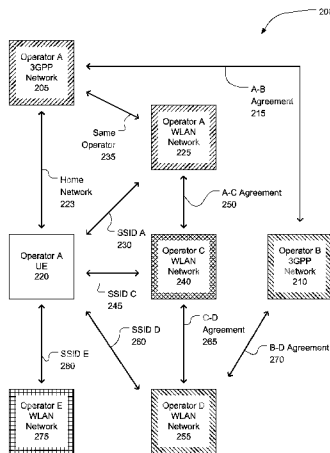 200
Operator A
3GPP
Network
205
A-B
Agreement
215
Same
Operator
235
Operator A
WLAN
Network
225
Home
Network
223
A-C Agreement
250
SSID A
230
Operator A
UE
220
Operator C
WLAN
Network
240
Operator B
3GPP
Network
210
SSID C
245
SSID D
260
C-D
Agreement
265
SSID E
280
B-D Agreement
270
Operator E
WLAN
Network
275
Operator D
WLAN
Network
255